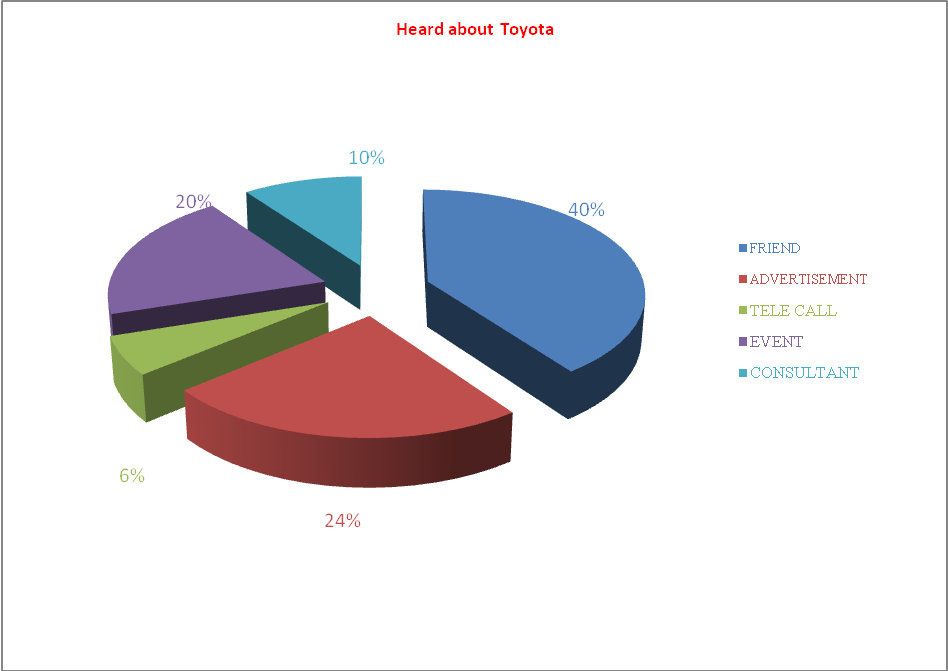 Heard about Toyota
10%
20%
40%
FRIEND
ADVERTISEMENT
TELE CALL
EVENT
CONSULTANT
6%
24%